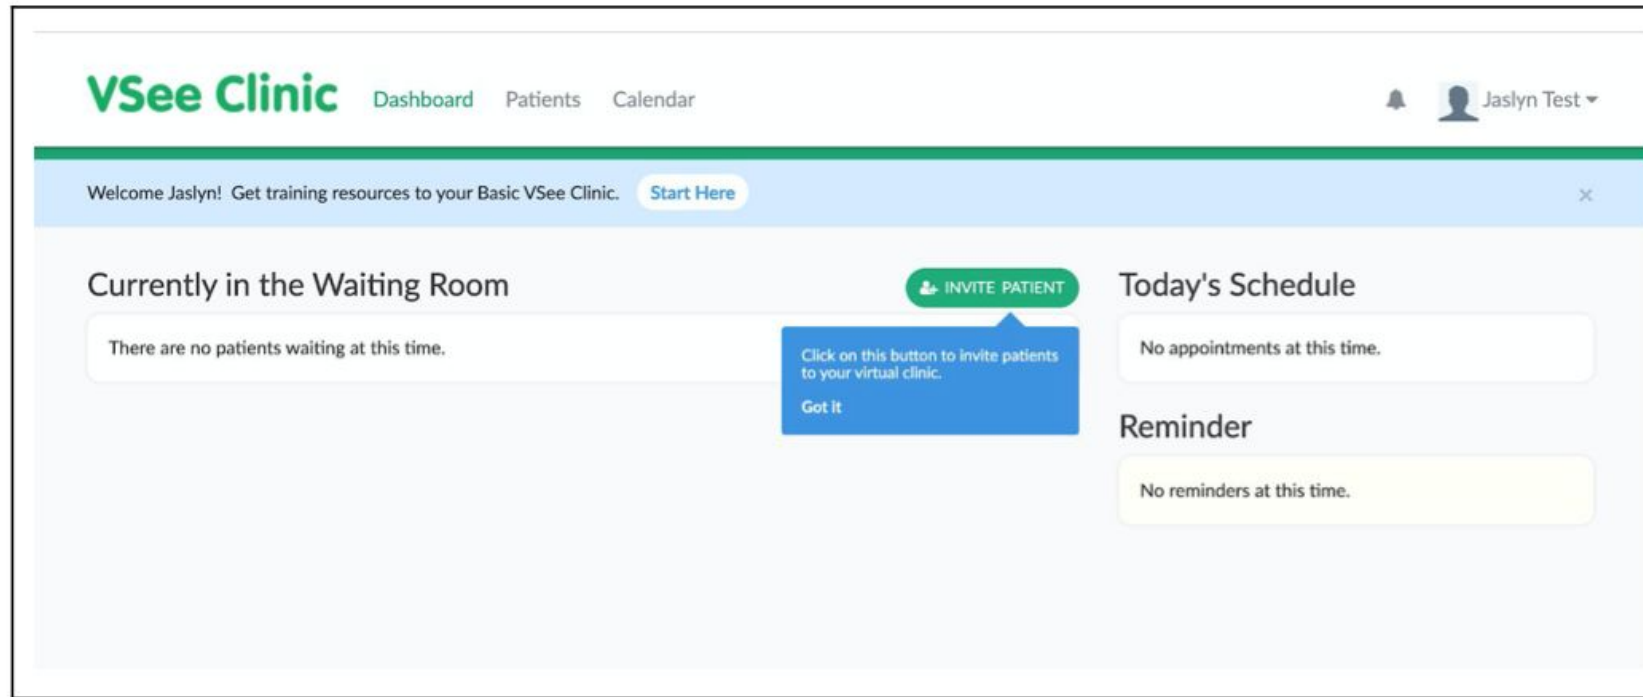 VSee Clinic Dashboard Patients Calendar Jaslyn Test
Welcome Jaslyn! Get training resources to your Basic VSee Clinic. Start Here
Currently in the Waiting Room
INVITE PATIENT
There are no patients waiting at this time.
Click on this button to invite patients
to your virtual clinic.
Got it
Today's Schedule
No appointments at this time.
Reminder
No reminders at this time.